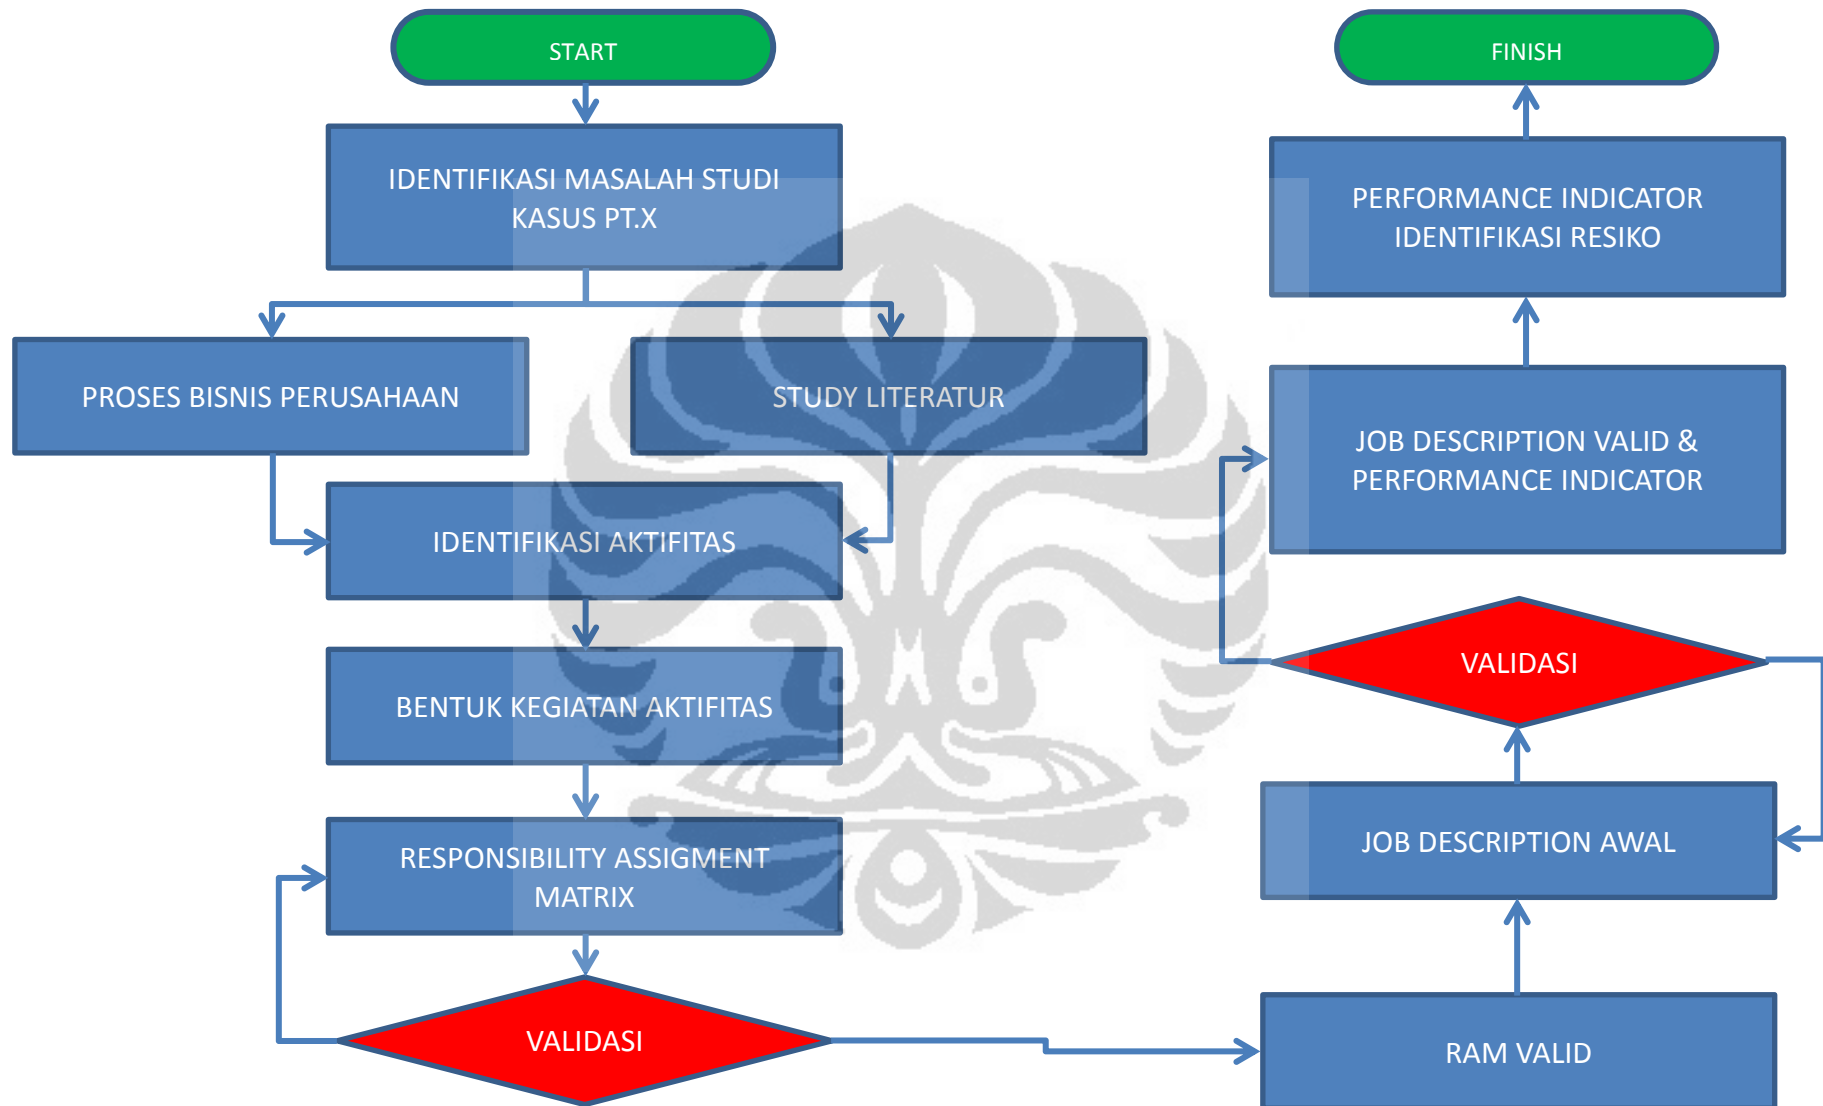 START
IDENTIFIKASI MASALAH STUDI
KASUS PT.X
PROSES BISNIS PERUSAHAAN
STUDY LITERATUR
IDENTIFIKASI AKTIFITAS
BENTUK KEGIATAN AKTIFITAS
RESPONSIBILITY ASSIGMENT
MATRIX
VALIDASI
RAM VALID
JOB DESCRIPTION AWAL
VALIDASI
JOB DESCRIPTION VALID &
PERFORMANCE INDICATOR
PERFORMANCE INDICATOR
IDENTIFIKASI RESIKO
FINISH